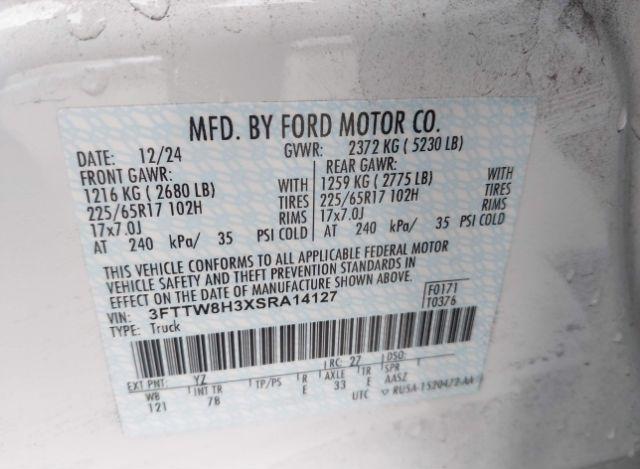 MFD. BY FORD MOTOR CO.
DATE: 12/24 GVWR: 2372 KG ( 5230 LB)
FRONT GAWR: REAR GAWR:
1216 KG ( 2680 LB) WITH 1259 KG ( 2775 LB) WITH
225/65R17 102H TIRES 225/65R17 102H TIRES
17x7.0J RIMS 17x7.0J RIMS
AT 240 kPa/ 35 PSI COLD AT 240 kPa/ 35 PSI COLD
THIS VEHICLE CONFORMS TO ALL APPLICABLE FEDERAL MOTOR
VEHICLE SAFETY AND THEFT PREVENTION STANDARDS IN
EFFECT ON THE DATE OF MANUFACTURE SHOWN ABOVE.
VIN: 3FTTW8H3XSRA14127 F0171
TYPE: Truck T0376
EXT PNT: YZ RC: 27 DSO:
WB INT TR TP/PS R AXLE TR SPR
121 7B E 33 E AASZ
UTC